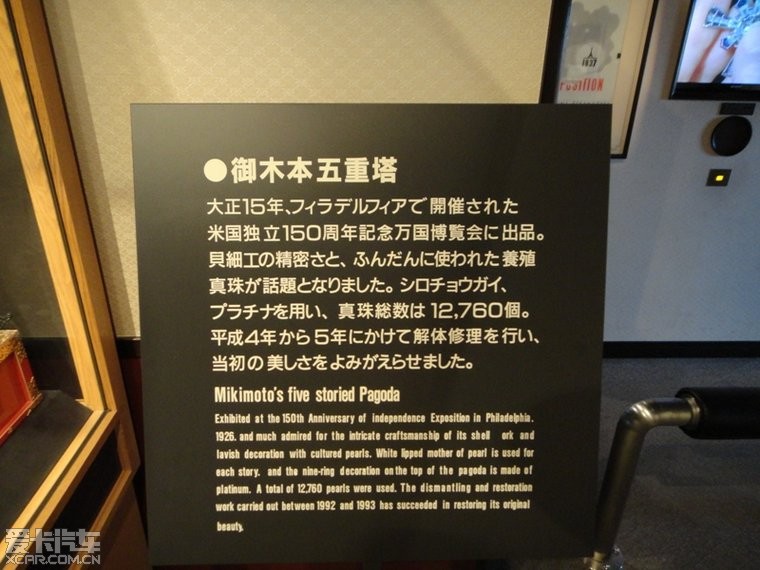 1937
POSITION
●御木本五重塔
大正15年、フィラデルフィアで開催された
米国独立150周年記念万国博覧会に出品。
貝細工の精密さと、ふんだんに使われた養殖
真珠が話題となりました。シロチョウガイ、
プラチナを用い、真珠総数は12,760個。
平成4年から5年にかけて解体修理を行い、
当初の美しさをよみがえらせました。
Mikimoto's five storied Pagoda
Exhibited at the 150th Anniversary of independence Exposition in Philadelphia.
1926. and much admired for the intricate craftsmanship of its shell ork and
lavish decoration with cultured pearls. White lipped mother of pearl is used for
each story. and the nine-ring decoration on the top of the pagoda is made of
platinum. A total of 12,760 pearls were used. The dismantling and restoration
work carried out between 1992 and 1993 has succeeded in restoring its original
beauty.
爱卡汽车
XCAR.COM.CN